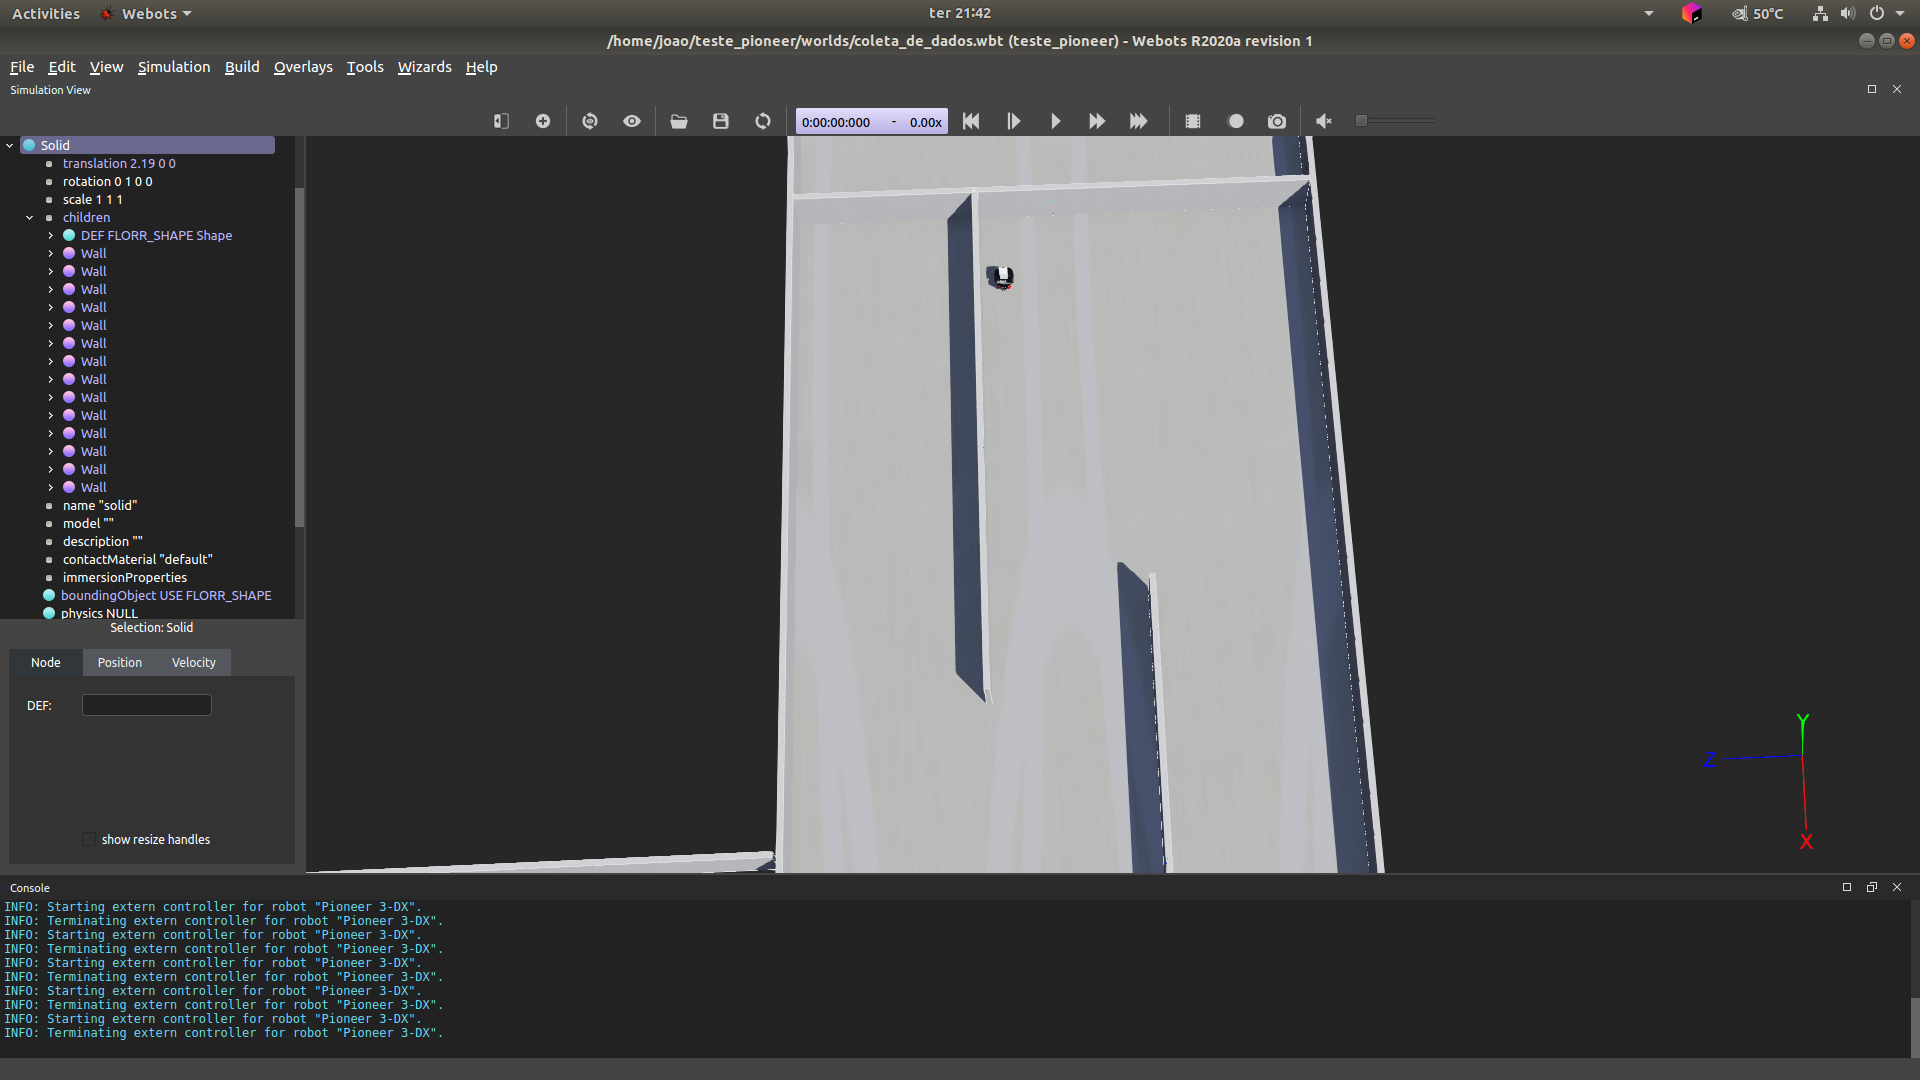 Activities Webots ter 21:42 50°C
/home/joao/teste_pioneer/worlds/coleta_de_dados.wbt (teste_pioneer) - Webots R2020a revision 1
File Edit View Simulation Build Overlays Tools Wizards Help
Simulation View
0:00:00:000 - 0.00x
Solid
translation 2.19 0 0
rotation 0 1 0 0
scale 1 1 1
children
DEF FLORR_SHAPE Shape
Wall
Wall
Wall
Wall
Wall
Wall
Wall
Wall
Wall
Wall
Wall
Wall
Wall
Wall
name "solid"
model ""
description ""
contactMaterial "default"
immersionProperties
boundingObject USE FLORR_SHAPE
physics NULL
Selection: Solid
Node Position Velocity
DEF:
show resize handles
Y
Z
X
Console
INFO: Starting extern controller for robot "Pioneer 3-DX".
INFO: Terminating extern controller for robot "Pioneer 3-DX".
INFO: Starting extern controller for robot "Pioneer 3-DX".
INFO: Terminating extern controller for robot "Pioneer 3-DX".
INFO: Starting extern controller for robot "Pioneer 3-DX".
INFO: Terminating extern controller for robot "Pioneer 3-DX".
INFO: Starting extern controller for robot "Pioneer 3-DX".
INFO: Terminating extern controller for robot "Pioneer 3-DX".
INFO: Starting extern controller for robot "Pioneer 3-DX".
INFO: Terminating extern controller for robot "Pioneer 3-DX".